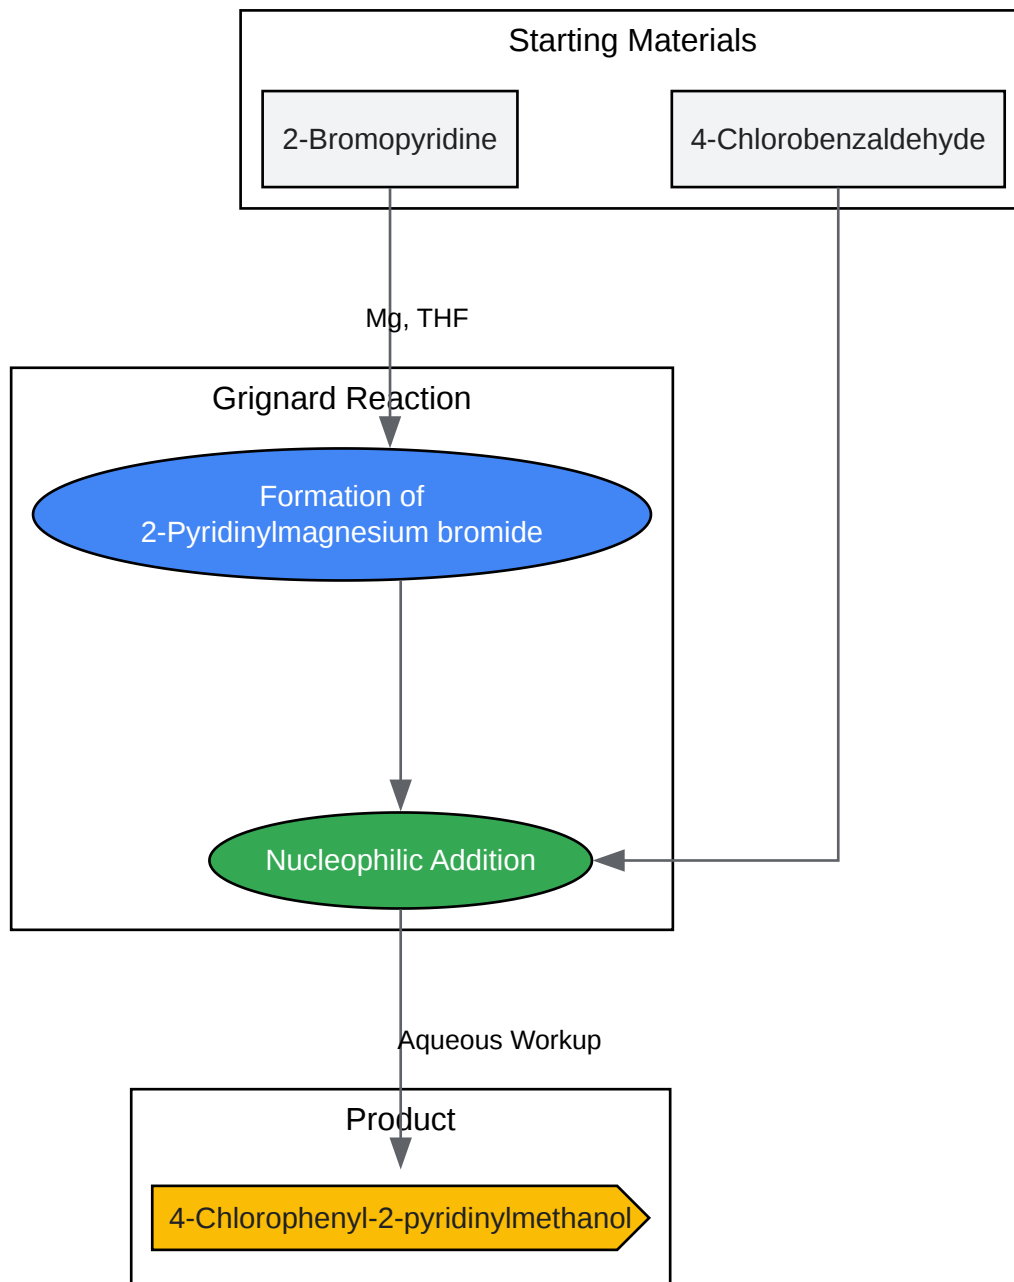 Starting Materials
2-Bromopyridine
4-Chlorobenzaldehyde
Mg, THF
Grignard Reaction
Formation of
2-Pyridinylmagnesium bromide
Nucleophilic Addition
Aqueous Workup
Product
4-Chlorophenyl-2-pyridinylmethanol